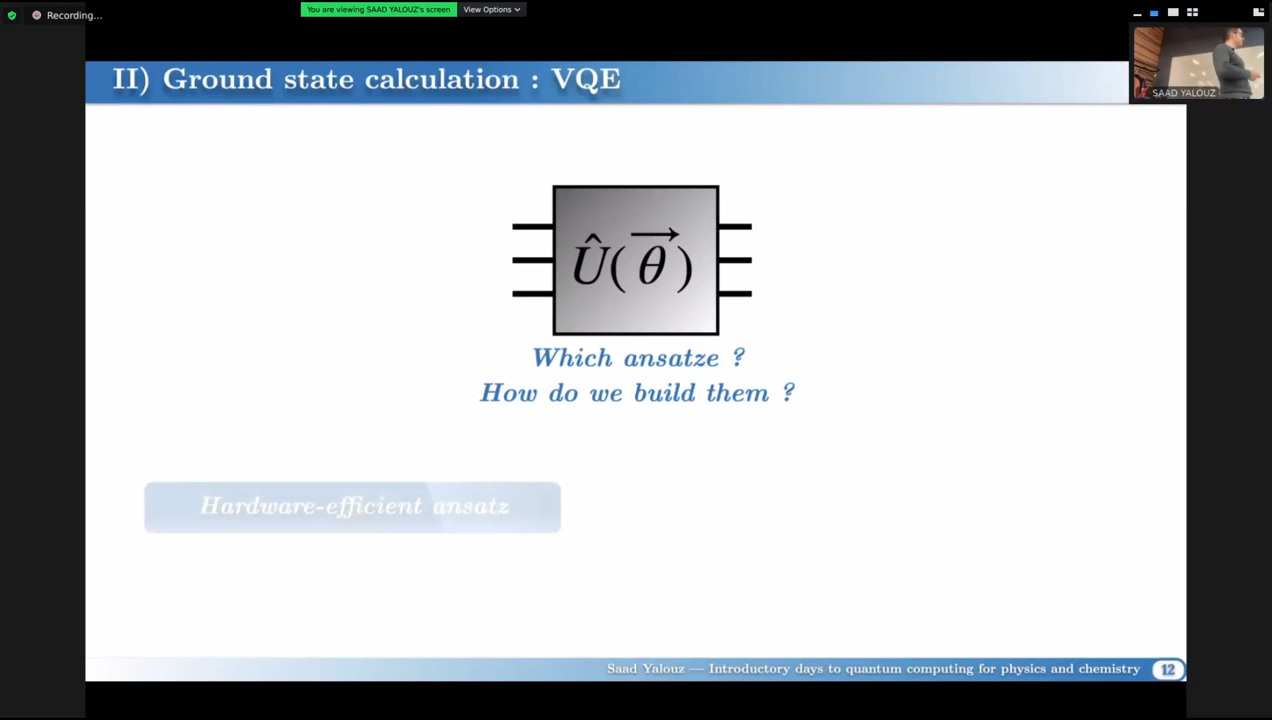 Recording...
You are viewing SAAD YALOUZ's screen
View Options
II) Ground state calculation : VQE
SAAD YALOUZ
Û(θ⃗)
Which ansatze ?
How do we build them ?
Hardware-efficient ansatz
Saad Yalouz — Introductory days to quantum computing for physics and chemistry 12